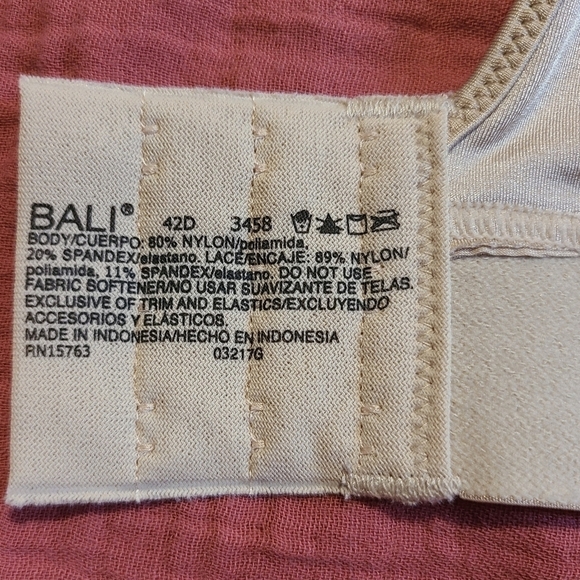 BALI® 42D 3458
BODY/CUERPO: 80% NYLON/poliamida,
20% SPANDEX/elastano. LACE/ENCAJE: 89% NYLON/
poliamida, 11% SPANDEX/elastano. DO NOT USE
FABRIC SOFTENER/NO USAR SUAVIZANTE DE TELAS.
EXCLUSIVE OF TRIM AND ELASTICS/EXCLUYENDO
ACCESORIOS Y ELÁSTICOS.
MADE IN INDONESIA/HECHO EN INDONESIA
RN15763 03217G